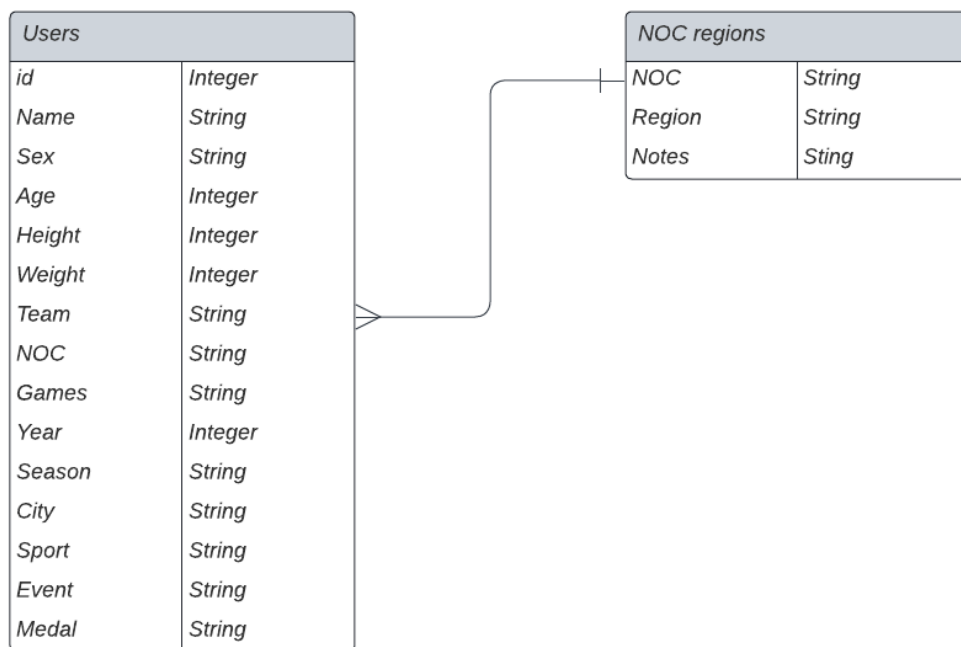 Users
id Integer
Name String
Sex String
Age Integer
Height Integer
Weight Integer
Team String
NOC String
Games String
Year Integer
Season String
City String
Sport String
Event String
Medal String
NOC regions
NOC String
Region String
Notes Sting